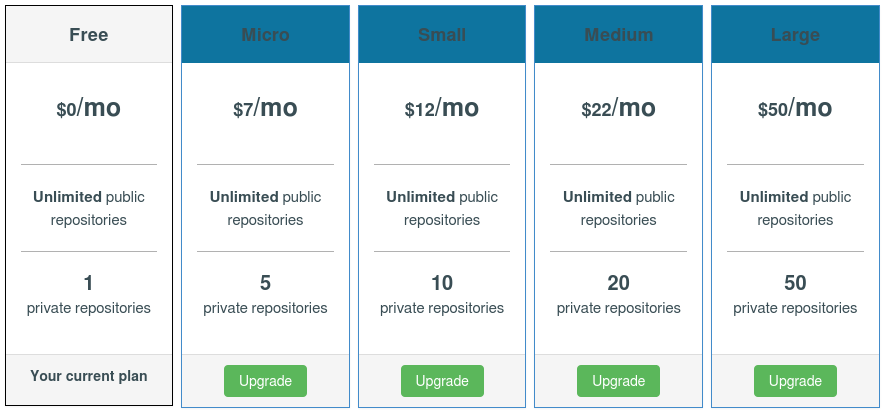 Free
$0/mo
Unlimited public
repositories
1
private repositories
Your current plan
Micro
$7/mo
Unlimited public
repositories
5
private repositories
Upgrade
Small
$12/mo
Unlimited public
repositories
10
private repositories
Upgrade
Medium
$22/mo
Unlimited public
repositories
20
private repositories
Upgrade
Large
$50/mo
Unlimited public
repositories
50
private repositories
Upgrade